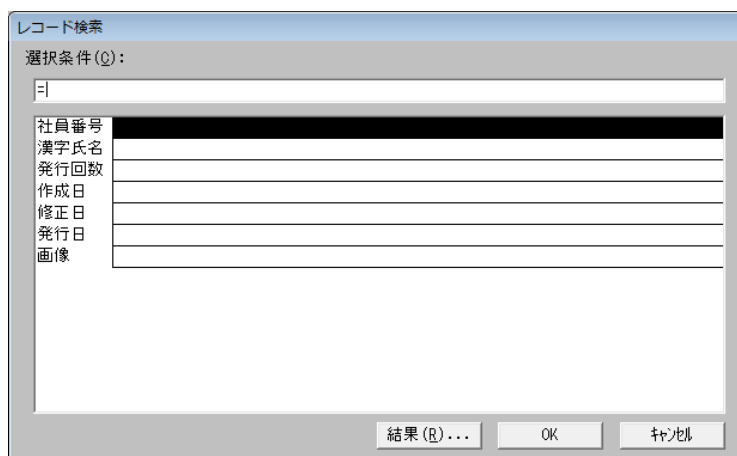 レコード検索
選択条件(C):
=
社員番号
漢字氏名
発行回数
作成日
修正日
発行日
画像
結果(R)... OK ｷｬﾝｾﾙ